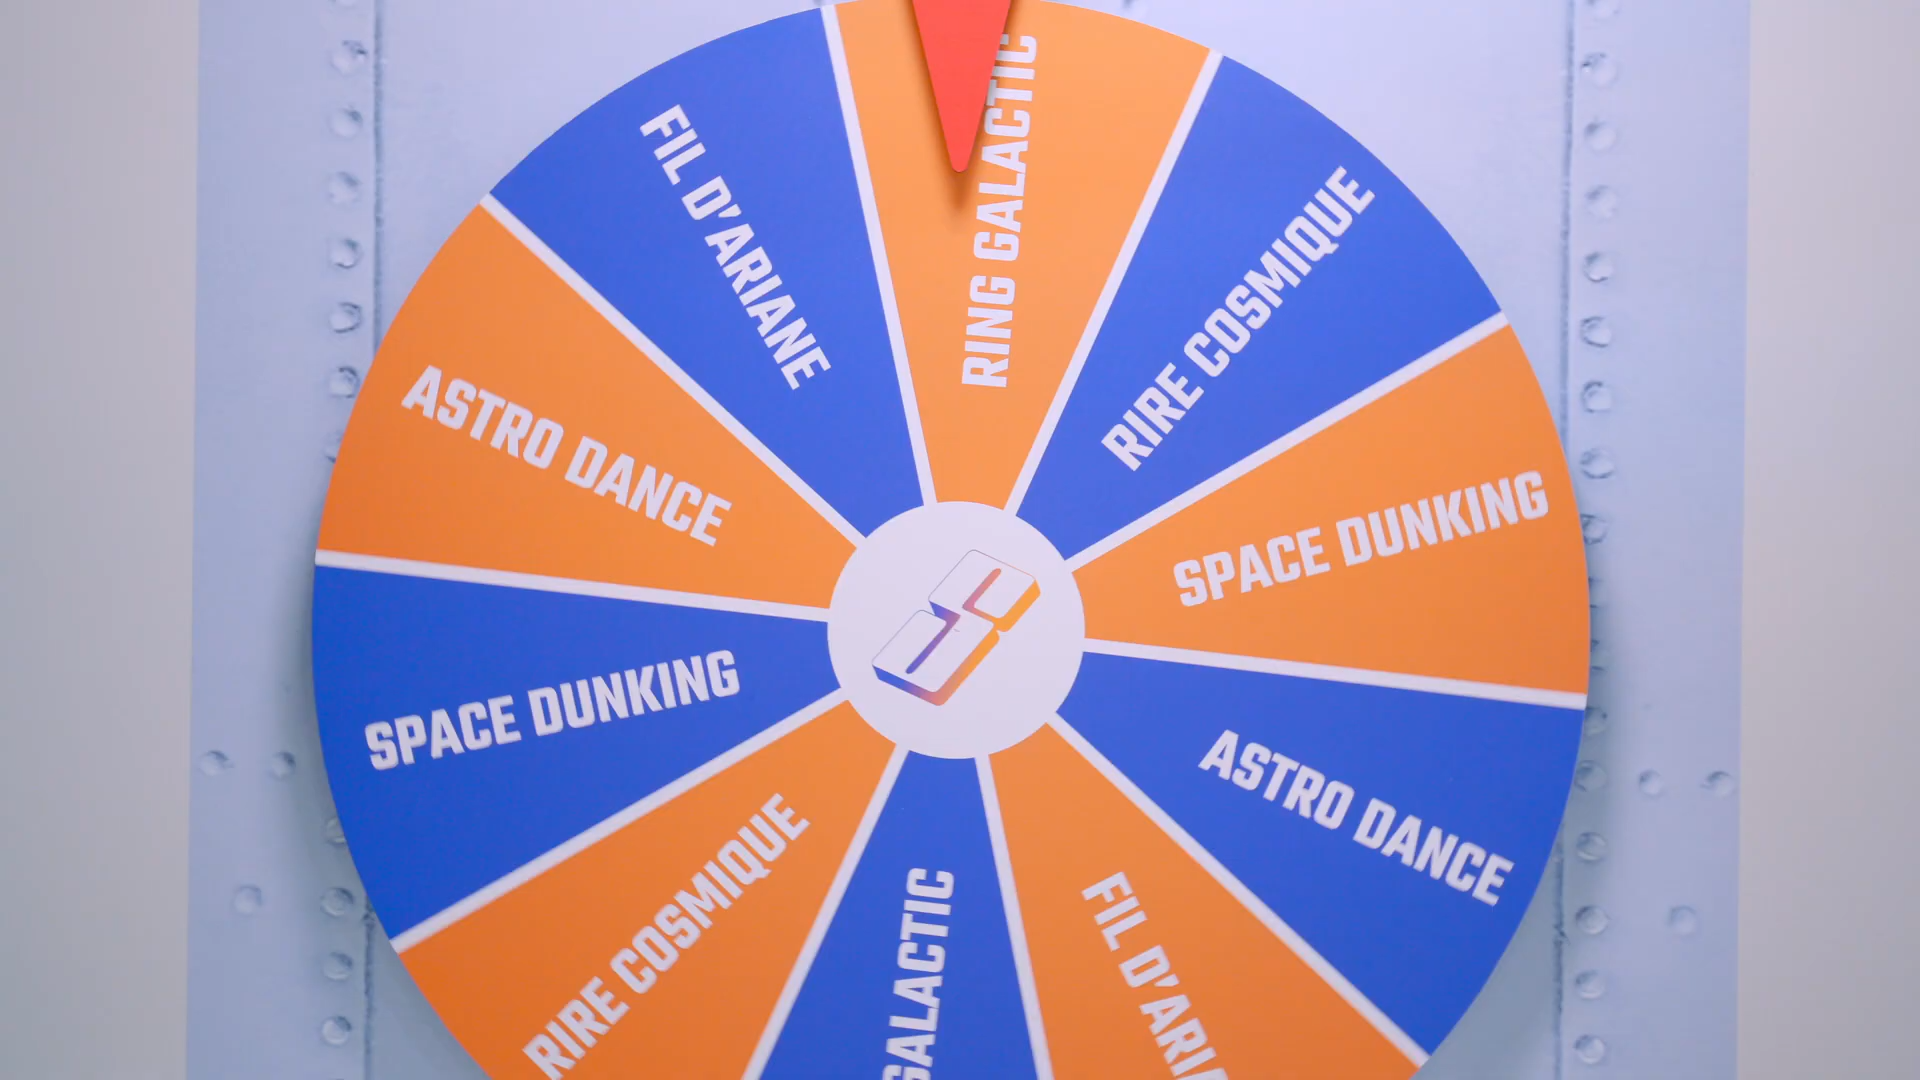 RING GALACTIC
RIRE COSMIQUE
SPACE DUNKING
ASTRO DANCE
FIL D'ARIA
GALACTIC
RIRE COSMIQUE
SPACE DUNKING
ASTRO DANCE
FIL D'ARIANE